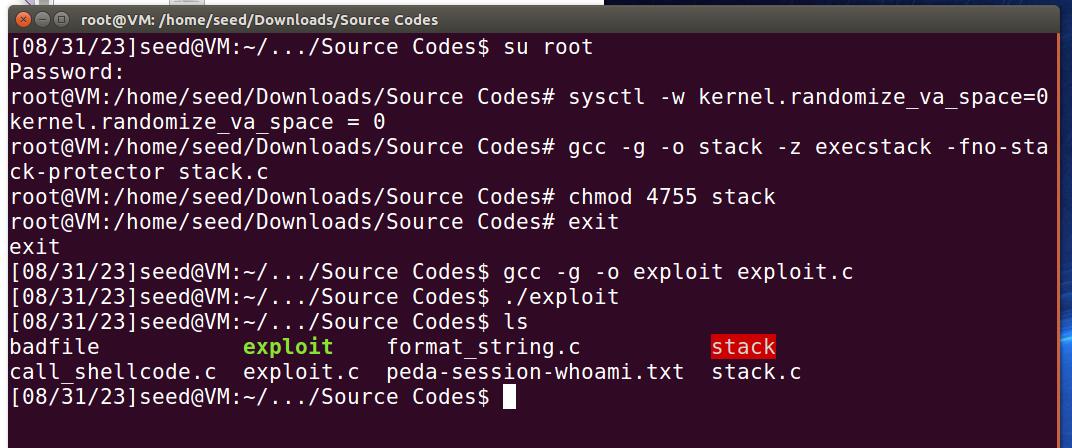 root@VM: /home/seed/Downloads/Source Codes
[08/31/23]seed@VM:~/.../Source Codes$ su root
Password:
root@VM:/home/seed/Downloads/Source Codes# sysctl -w kernel.randomize_va_space=0
kernel.randomize_va_space = 0
root@VM:/home/seed/Downloads/Source Codes# gcc -g -o stack -z execstack -fno-sta
ck-protector stack.c
root@VM:/home/seed/Downloads/Source Codes# chmod 4755 stack
root@VM:/home/seed/Downloads/Source Codes# exit
exit
[08/31/23]seed@VM:~/.../Source Codes$ gcc -g -o exploit exploit.c
[08/31/23]seed@VM:~/.../Source Codes$ ./exploit
[08/31/23]seed@VM:~/.../Source Codes$ ls
badfile exploit format_string.c stack
call_shellcode.c exploit.c peda-session-whoami.txt stack.c
[08/31/23]seed@VM:~/.../Source Codes$